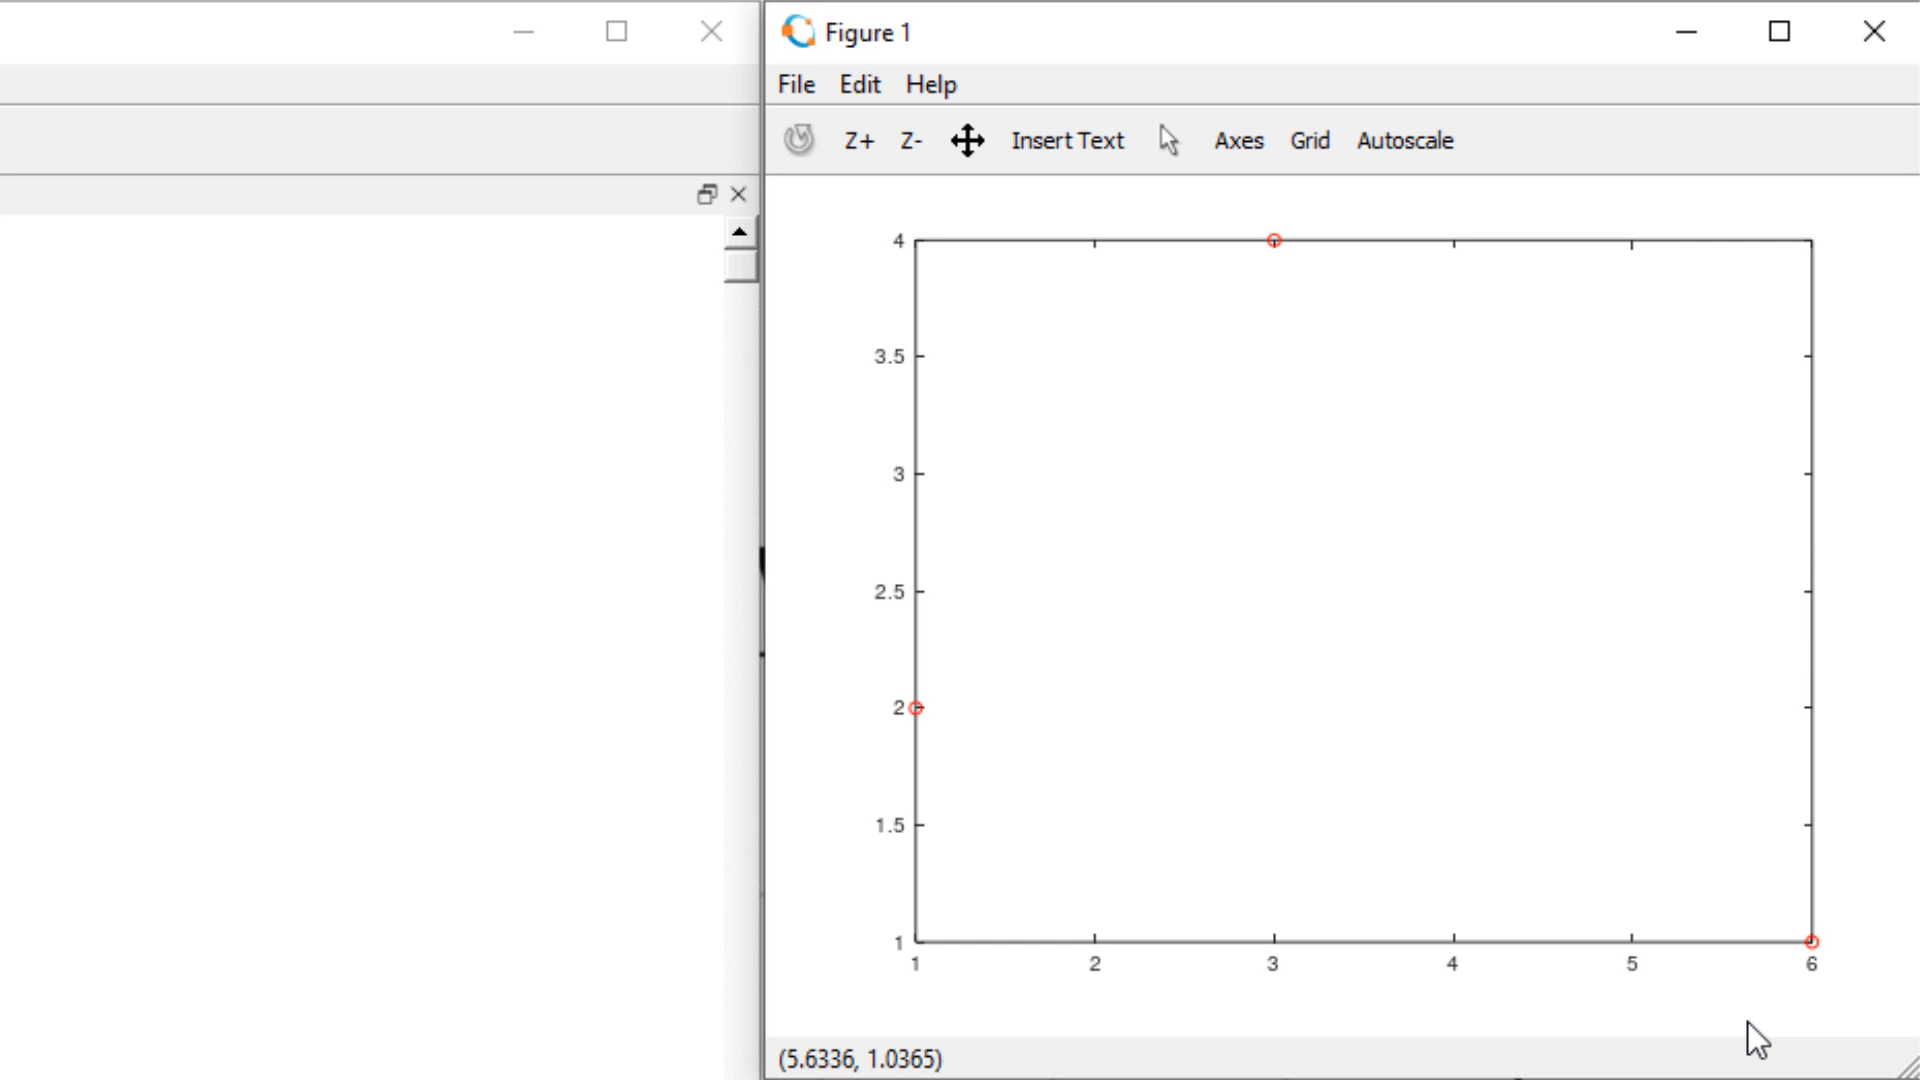 Figure 1
File Edit Help
Z+ Z- Insert Text Axes Grid Autoscale
4
3.5
3
2.5
2
1.5
1
1 2 3 4 5 6
(5.6336, 1.0365)